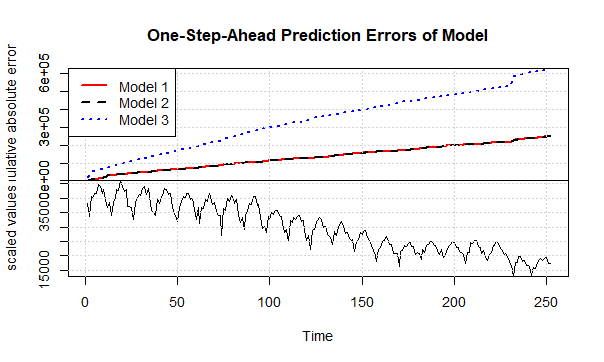 One-Step-Ahead Prediction Errors of Model
scaled values ulative absolute error
6e+05
3e+05
0e+00
35000
15000
Model 1
Model 2
Model 3
0 50 100 150 200 250
Time